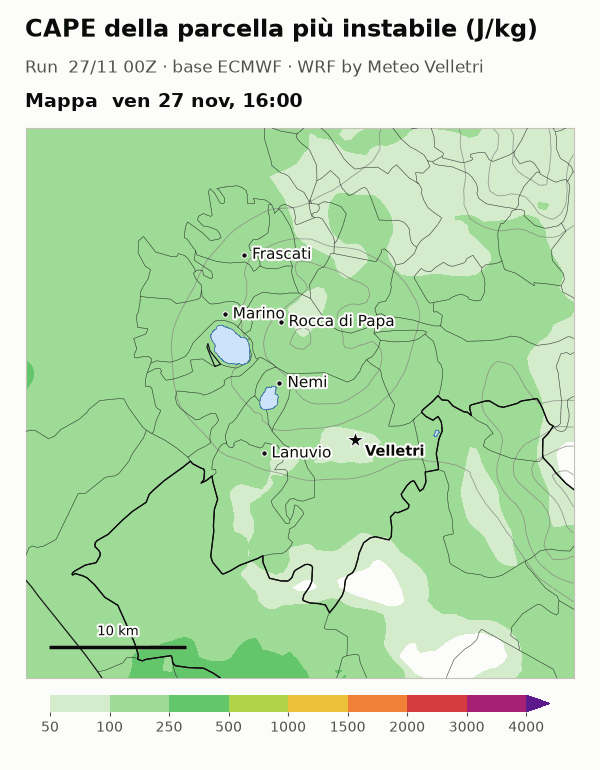 CAPE della parcella più instabile (J/kg)
Run  27/11 00Z · base ECMWF · WRF by Meteo Velletri
Mappa  ven 27 nov, 16:00
Frascati
Marino
Rocca di Papa
Nemi
Velletri
Lanuvio
10 km
50 100 250 500 1000 1500 2000 3000 4000